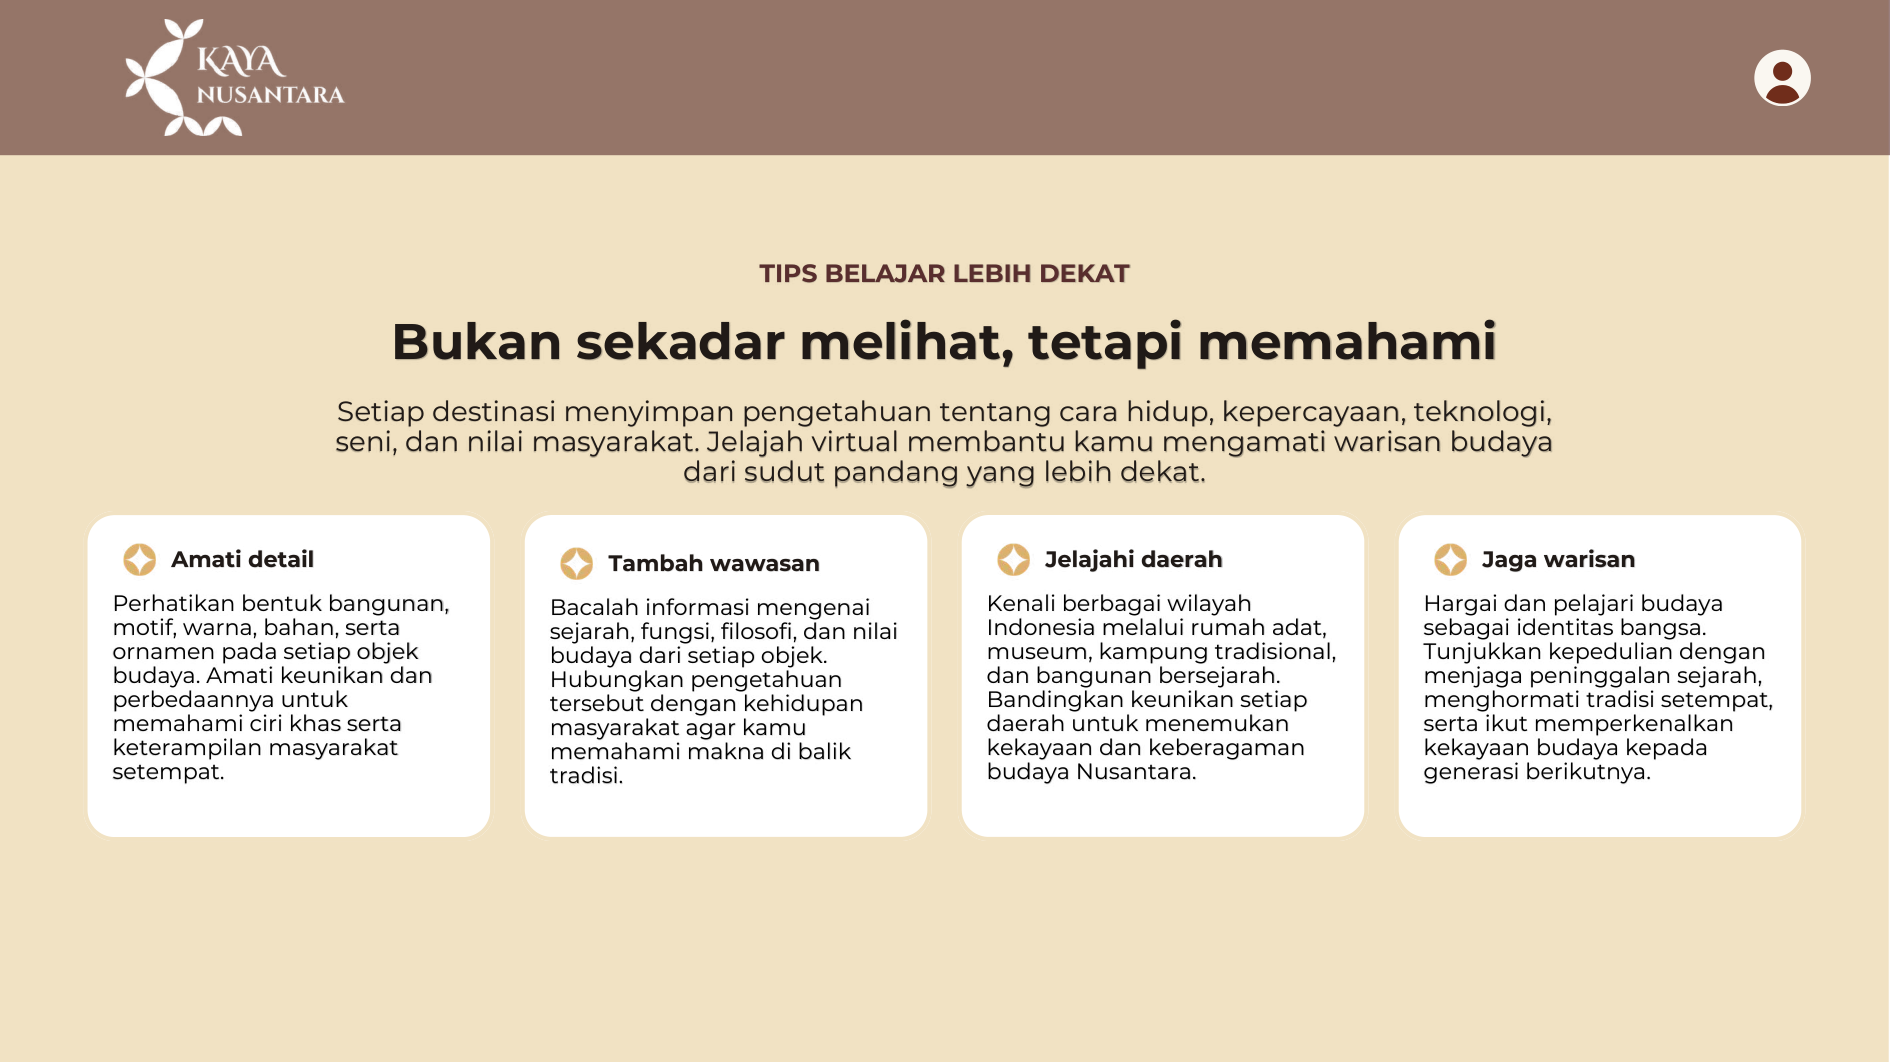 KAYA
NUSANTARA
TIPS BELAJAR LEBIH DEKAT
Bukan sekadar melihat, tetapi memahami
Setiap destinasi menyimpan pengetahuan tentang cara hidup, kepercayaan, teknologi,
seni, dan nilai masyarakat. Jelajah virtual membantu kamu mengamati warisan budaya
dari sudut pandang yang lebih dekat.
Amati detail
Perhatikan bentuk bangunan,
motif, warna, bahan, serta
ornamen pada setiap objek
budaya. Amati keunikan dan
perbedaannya untuk
memahami ciri khas serta
keterampilan masyarakat
setempat.
Tambah wawasan
Bacalah informasi mengenai
sejarah, fungsi, filosofi, dan nilai
budaya dari setiap objek.
Hubungkan pengetahuan
tersebut dengan kehidupan
masyarakat agar kamu
memahami makna di balik
tradisi.
Jelajahi daerah
Kenali berbagai wilayah
Indonesia melalui rumah adat,
museum, kampung tradisional,
dan bangunan bersejarah.
Bandingkan keunikan setiap
daerah untuk menemukan
kekayaan dan keberagaman
budaya Nusantara.
Jaga warisan
Hargai dan pelajari budaya
sebagai identitas bangsa.
Tunjukkan kepedulian dengan
menjaga peninggalan sejarah,
menghormati tradisi setempat,
serta ikut memperkenalkan
kekayaan budaya kepada
generasi berikutnya.